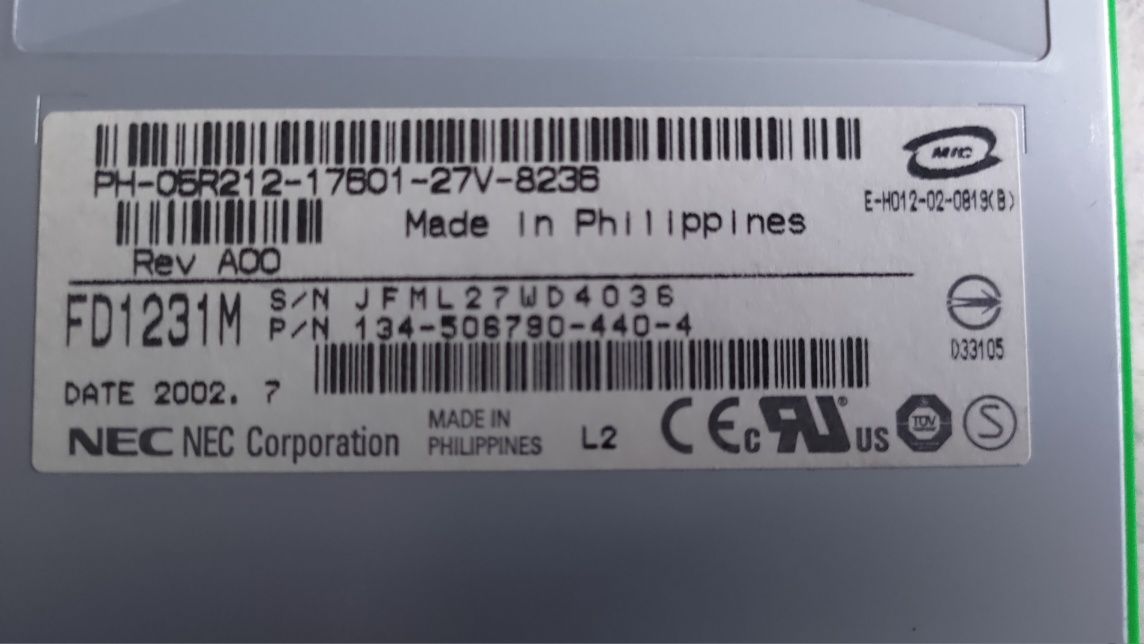 PH-05R212-17601-27V-8236
MIC
E-H012-02-0819(B)
Made in Philippines
Rev A00
FD1231M
S/N JFML27WD4036
P/N 134-506790-440-4
D33105
DATE 2002. 7
NEC NEC Corporation
MADE IN
PHILIPPINES
L2
CE
c RU® US
TÜV
S